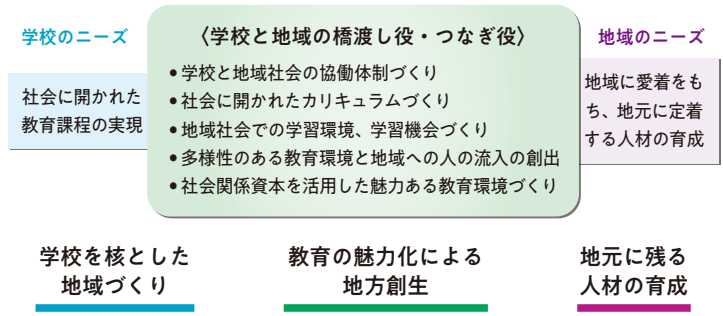 学校のニーズ
社会に開かれた
教育課程の実現
〈学校と地域の橋渡し役・つなぎ役〉
●学校と地域社会の協働体制づくり
●社会に開かれたカリキュラムづくり
●地域社会での学習環境、学習機会づくり
●多様性のある教育環境と地域への人の流入の創出
●社会関係資本を活用した魅力ある教育環境づくり
地域のニーズ
地域に愛着をも
ち、地元に定着
する人材の育成
学校を核とした
地域づくり
教育の魅力化による
地方創生
地元に残る
人材の育成